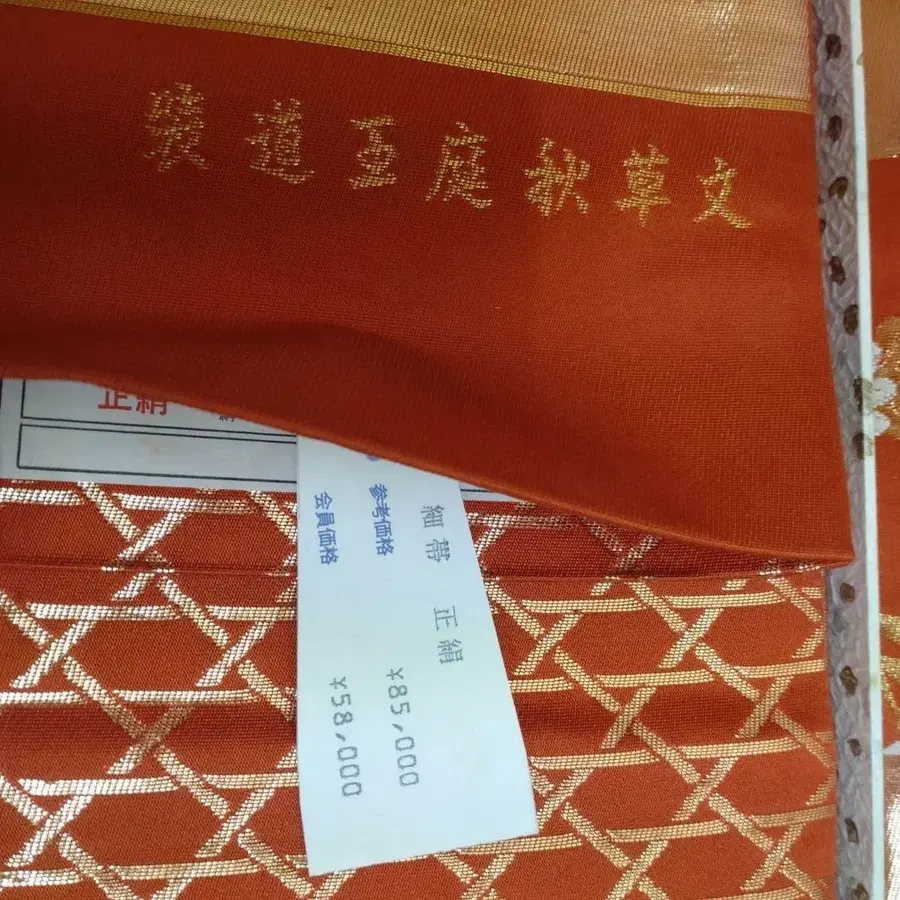 道 庭秋草文
正絹
細帯 正絹
参考価格 ¥85,000
会員価格 ¥58,000